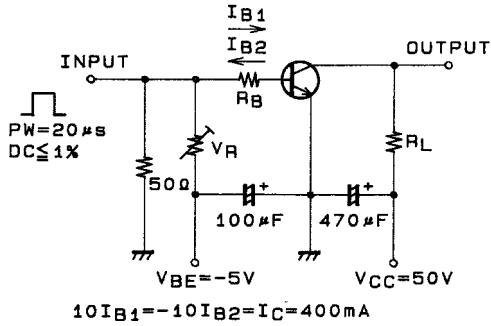 IB1
IB2
INPUT
OUTPUT
RB
PW=20μs
DC≦1%
VR
RL
50Ω
100μF
470μF
VBE=-5V
VCC=50V
10IB1=-10IB2=IC=400mA